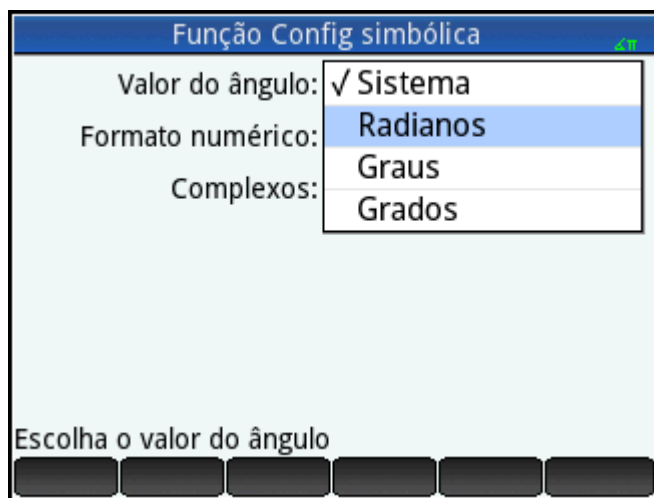 Função Config simbólica
∡π
Valor do ângulo: √ Sistema
Radianos
Formato numérico:
Graus
Complexos:
Grados
Escolha o valor do ângulo